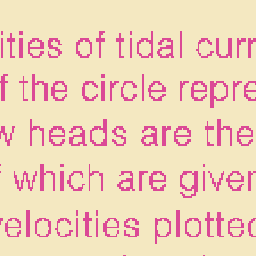 ities of tidal curr
f the circle repre
w heads are the
f which are given
velocities plotted